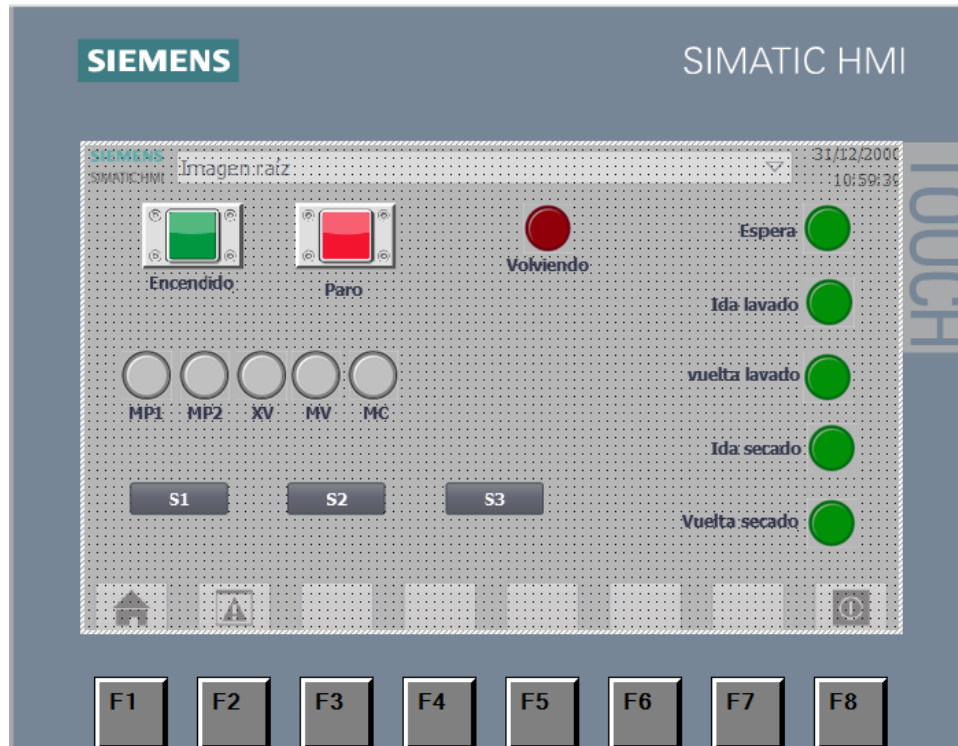 SIEMENS
SIMATIC HMI
SIEMENS
SIMATIC HMI
Imagen raíz
31/12/2000
10:59:39
TOUCH
Encendido
Paro
Volviendo
Espera
Ida lavado
vuelta lavado
MP1 MP2 XV MV MC
Ida secado
S1 S2 S3
Vuelta secado
F1 F2 F3 F4 F5 F6 F7 F8